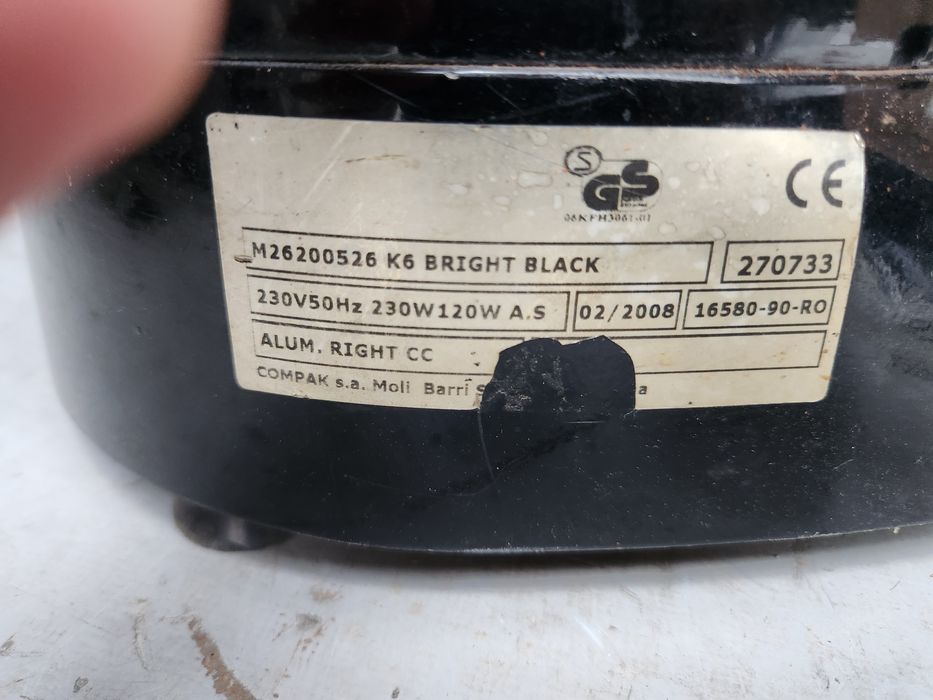 S GS
CE
M26200526 K6 BRIGHT BLACK 270733
230V50Hz 230W120W A.S 02/2008 16580-90-RO
ALUM. RIGHT CC
COMPAK s.a. Moli Barri